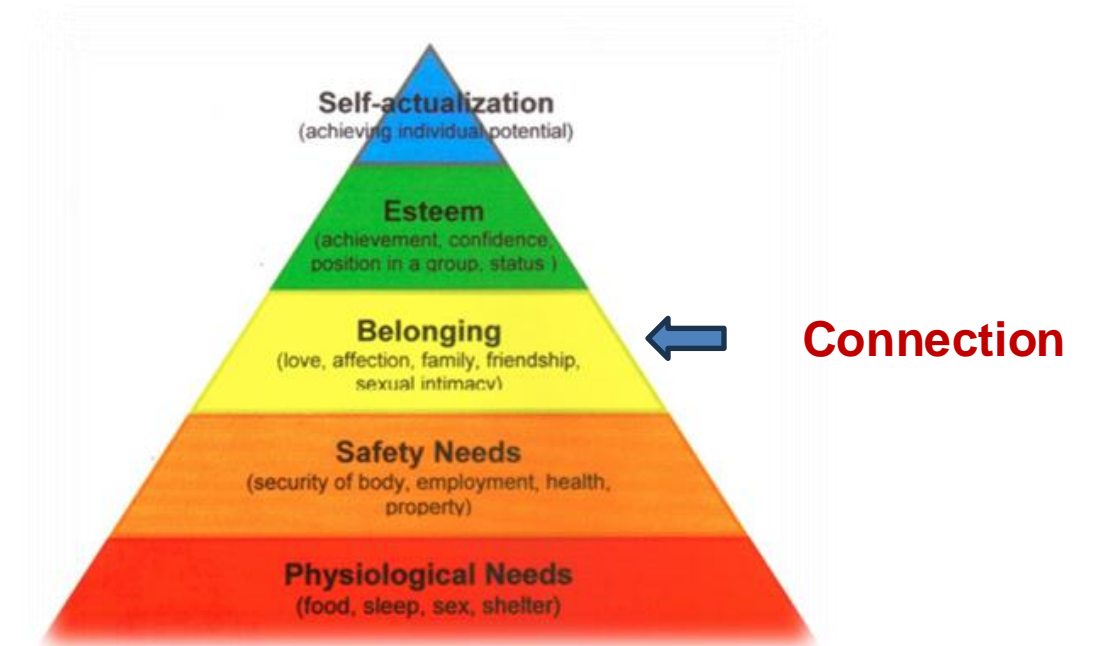 Self-actualization
(achieving individual potential)
Esteem
(achievement, confidence,
position in a group, status )
Belonging
(love, affection, family, friendship,
sexual intimacy)
Connection
Safety Needs
(security of body, employment, health,
property)
Physiological Needs
(food, sleep, sex, shelter)